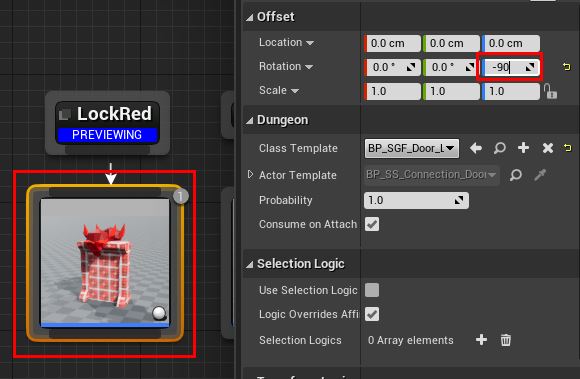 LockRed
PREVIEWING
1
Offset
Location
0.0 cm
0.0 cm
0.0 cm
Rotation
0.0 °
0.0 °
-90
Scale
1.0
1.0
1.0
Dungeon
Class Template
BP_SGF_Door_L
Actor Template
BP_SS_Connection_Door
Probability
1.0
Consume on Attach
Selection Logic
Use Selection Logic
Logic Overrides Affi
Selection Logics
0 Array elements